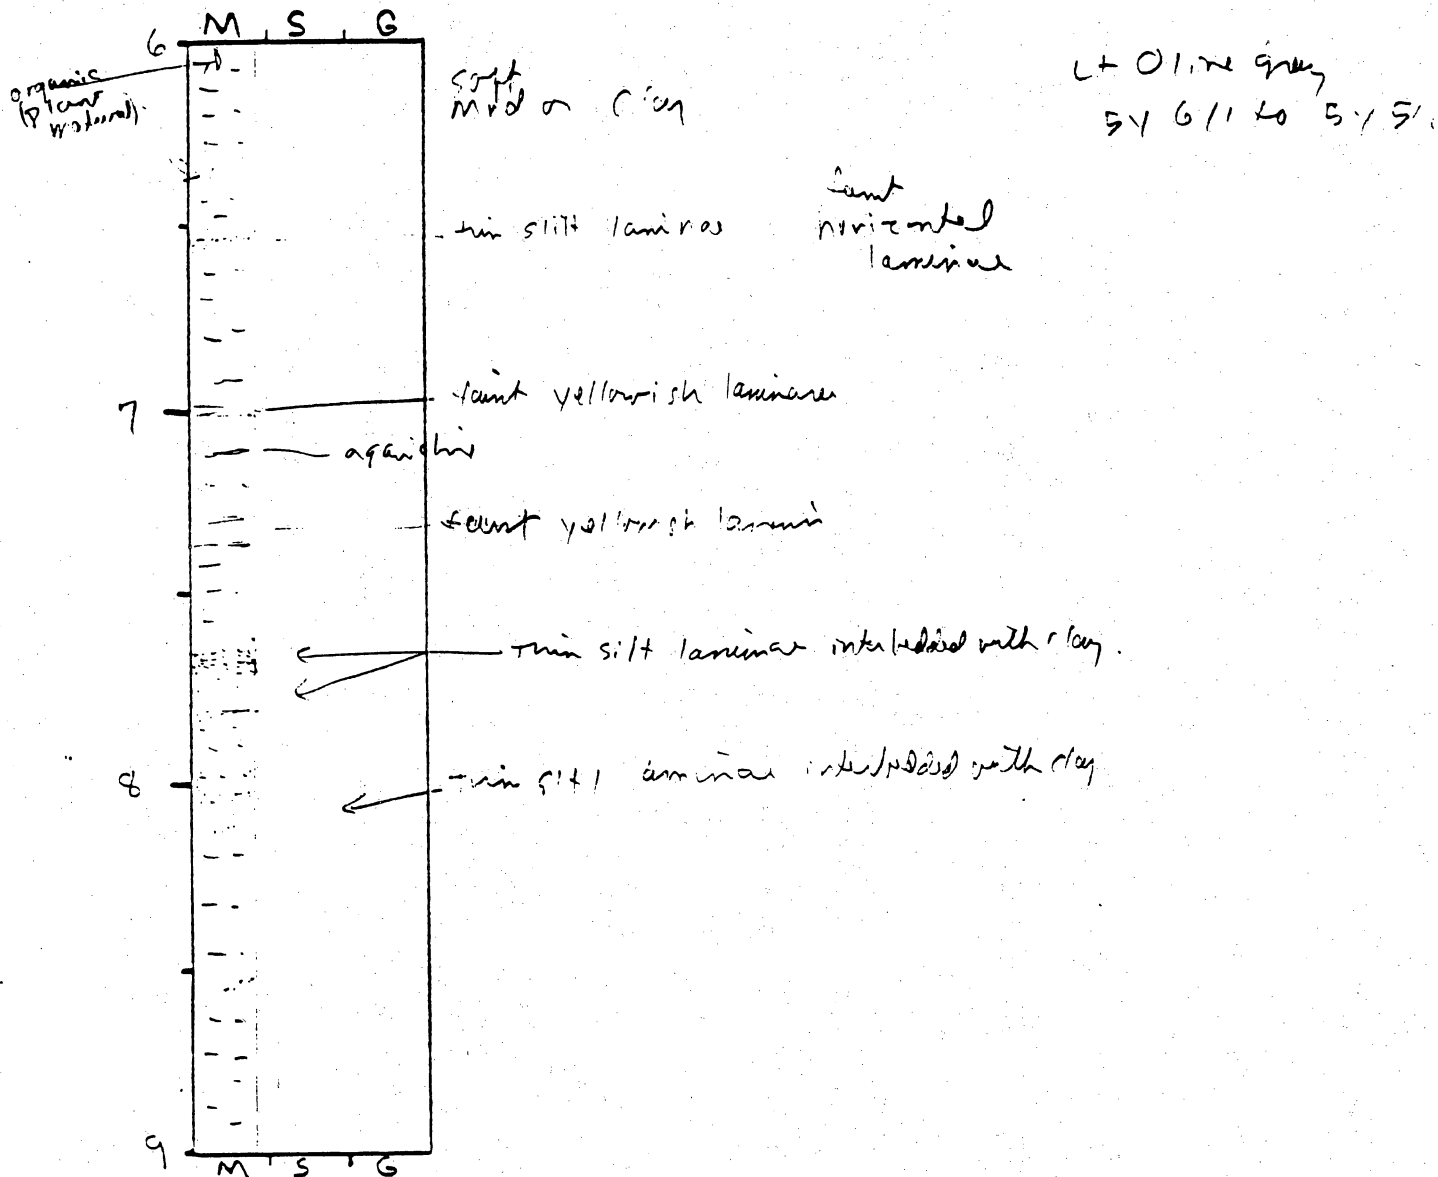 M S G
6
organic
(Plant
material)
soft
mud or clay
Lt Olive gray
5Y 6/1 to 5Y 5/
thin slilt laminae
faint
horizontal
laminae
7
faint yellowish laminae
faint yellowish
Thin silt laminae interbedded with clay.
8
Thin silt laminae interbedded with clay
9
M S G